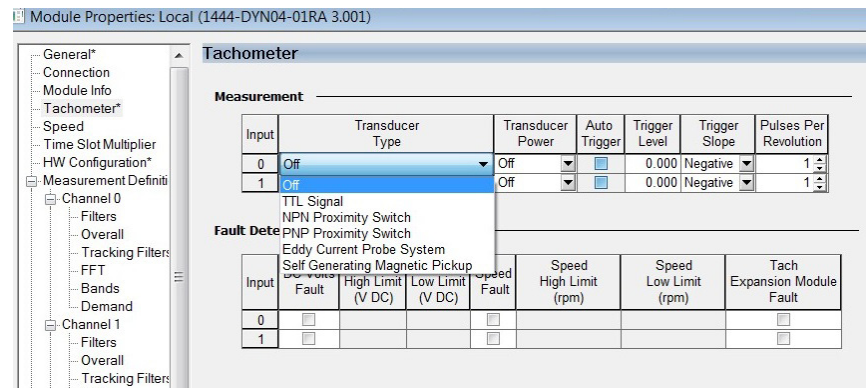 Module Properties: Local (1444-DYN04-01RA 3.001)
General*
Connection
Module Info
Tachometer*
Speed
Time Slot Multiplier
HW Configuration*
Measurement Definiti
Channel 0
Filters
Overall
Tracking Filters
FFT
Bands
Demand
Channel 1
Filters
Overall
Tracking Filters
Tachometer
Measurement
Input Transducer Type Transducer Power Auto Trigger Trigger Level Trigger Slope Pulses Per Revolution
0 Off Off 0.000 Negative 1
1 Off 0.000 Negative 1
Off
TTL Signal
NPN Proximity Switch
PNP Proximity Switch
Eddy Current Probe System
Self Generating Magnetic Pickup
Fault Dete
Input DC Volts Fault High Limit (V DC) Low Limit (V DC) Speed Fault Speed High Limit (rpm) Speed Low Limit (rpm) Tach Expansion Module Fault
0
1